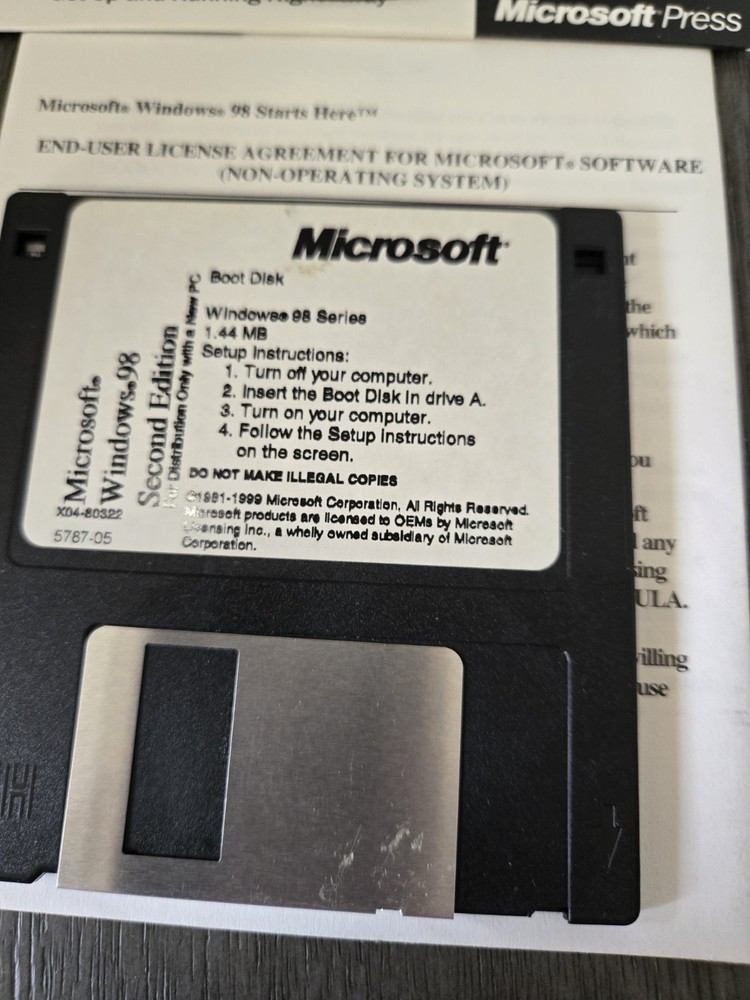 Microsoft Press
Microsoft® Windows® 98 Starts Here™
END-USER LICENSE AGREEMENT FOR MICROSOFT® SOFTWARE
(NON-OPERATING SYSTEM)
Microsoft®
Boot Disk
Windows® 98 Series
1.44 MB
Setup Instructions:
1. Turn off your computer.
2. Insert the Boot Disk in drive A.
3. Turn on your computer.
4. Follow the Setup instructions
on the screen.
DO NOT MAKE ILLEGAL COPIES
©1981-1999 Microsoft Corporation, All Rights Reserved.
Microsoft products are licensed to OEMs by Microsoft
Licensing Inc., a wholly owned subsidiary of Microsoft
Corporation.
Microsoft®
Windows®98
Second Edition
For Distribution Only with a New PC
X04-80322
5787-05
the
which
any
ULA.
use